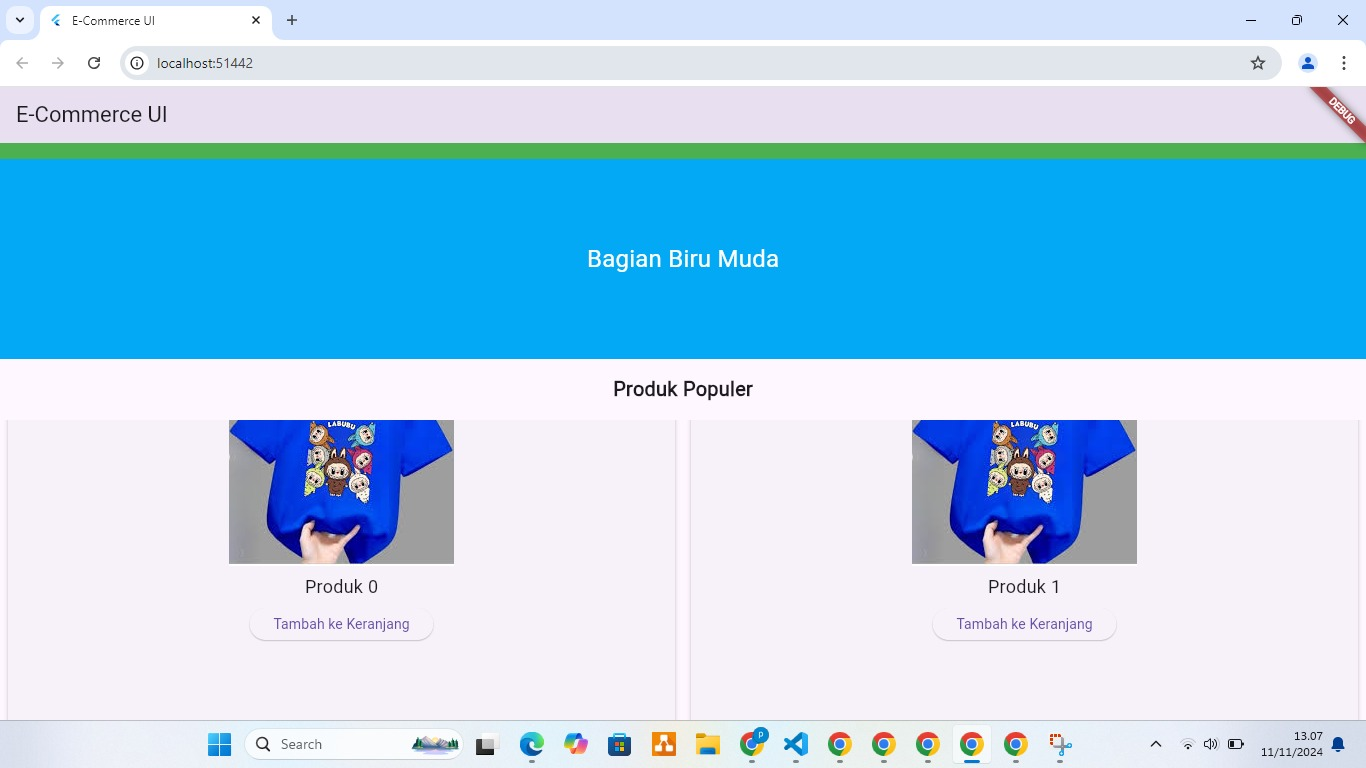 E-Commerce UI
localhost:51442
E-Commerce UI
DEBUG
Bagian Biru Muda
Produk Populer
LABUBU
LABUBU
Produk 0
Produk 1
Tambah ke Keranjang
Tambah ke Keranjang
Search
P
13.07
11/11/2024